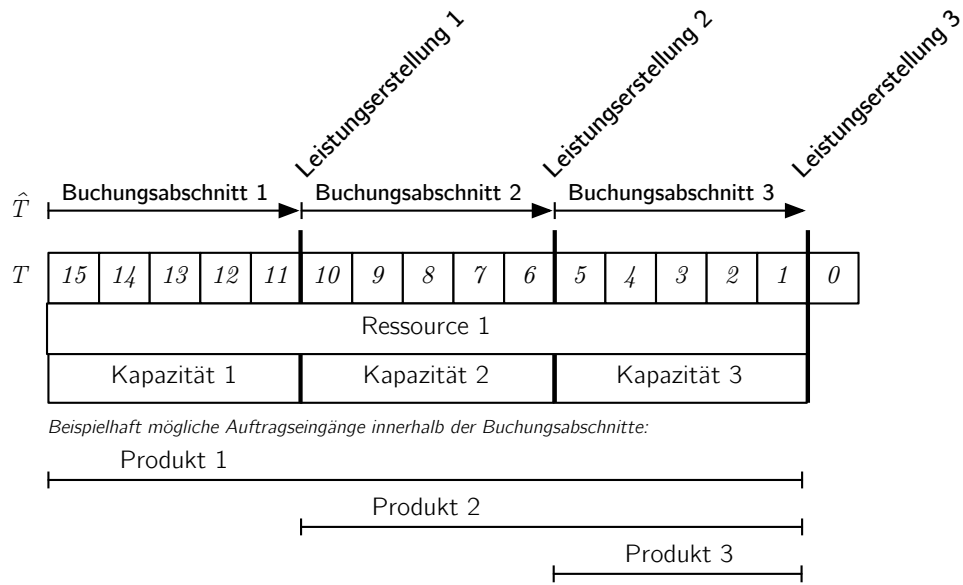 Leistungserstellung 1
Leistungserstellung 2
Leistungserstellung 3
T̂ Buchungsabschnitt 1 Buchungsabschnitt 2 Buchungsabschnitt 3
T 15 14 13 12 11 10 9 8 7 6 5 4 3 2 1 0
Ressource 1
Kapazität 1 Kapazität 2 Kapazität 3
Beispielhaft mögliche Auftragseingänge innerhalb der Buchungsabschnitte:
Produkt 1
Produkt 2
Produkt 3